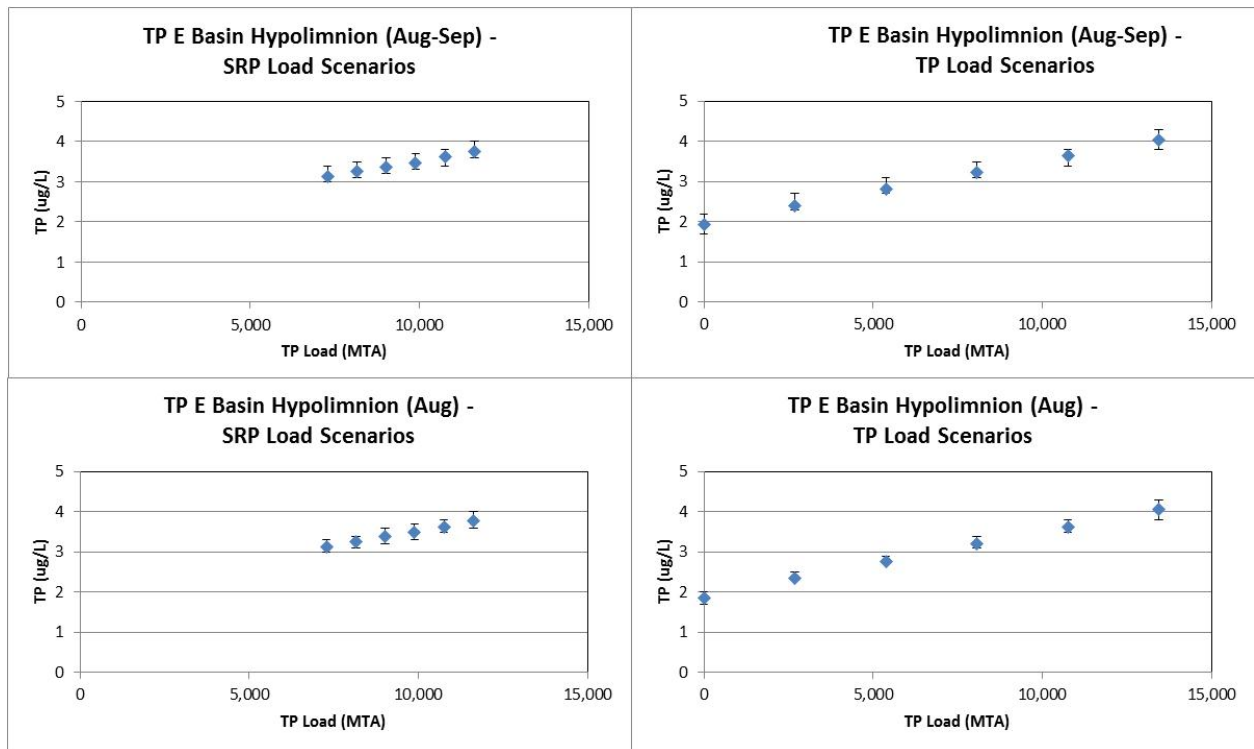 TP E Basin Hypolimnion (Aug-Sep) -
SRP Load Scenarios
5
4
3
2
1
0
TP (ug/L)
0 5,000 10,000 15,000
TP Load (MTA)
TP E Basin Hypolimnion (Aug-Sep) -
TP Load Scenarios
5
4
3
2
1
0
TP (ug/L)
0 5,000 10,000 15,000
TP Load (MTA)
TP E Basin Hypolimnion (Aug) -
SRP Load Scenarios
5
4
3
2
1
0
TP (ug/L)
0 5,000 10,000 15,000
TP Load (MTA)
TP E Basin Hypolimnion (Aug) -
TP Load Scenarios
5
4
3
2
1
0
TP (ug/L)
0 5,000 10,000 15,000
TP Load (MTA)